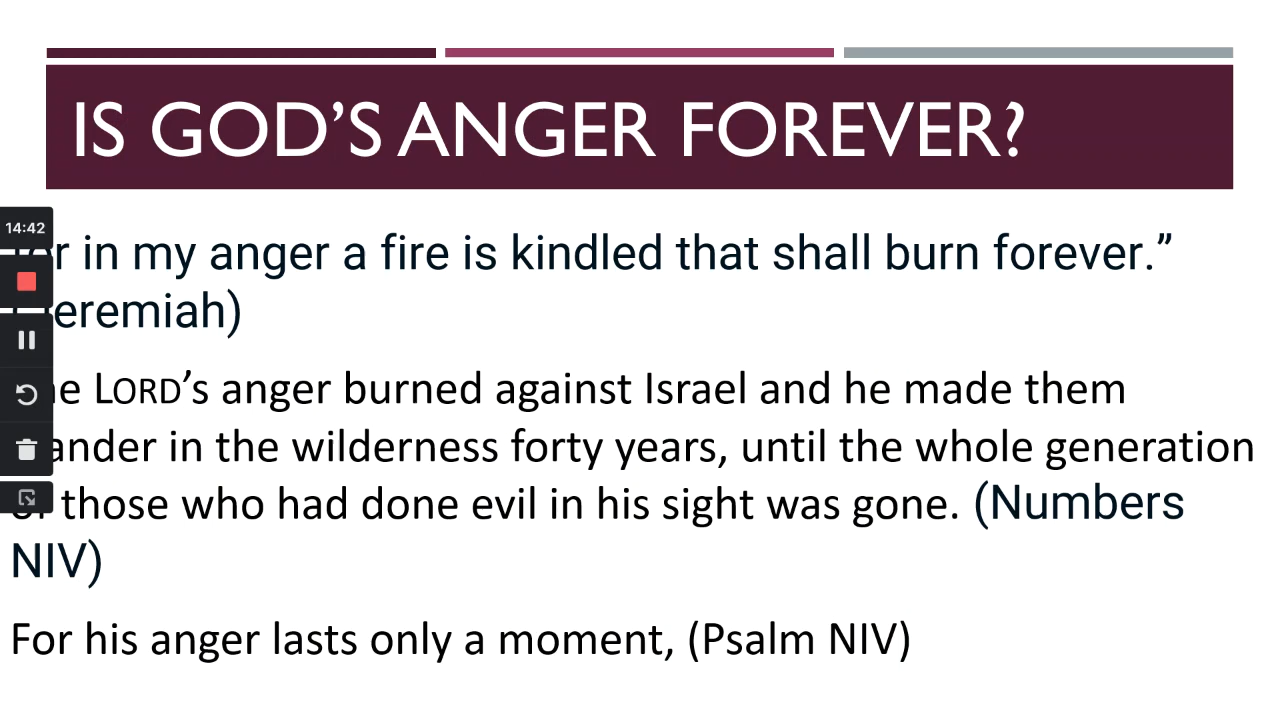 IS GOD'S ANGER FOREVER?
14:42
in my anger a fire is kindled that shall burn forever.”
LORD’s anger burned against Israel and he made them
in the wilderness forty years, until the whole generation
those who had done evil in his sight was gone. (Numbers
NIV)
For his anger lasts only a moment, (Psalm NIV)